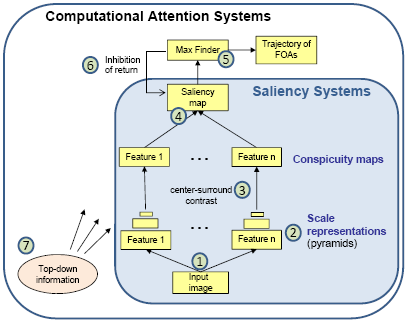 Computational Attention Systems
6
Inhibition
of return
Max Finder
5
Trajectory of
FOAs
Saliency
map
4
Saliency Systems
Feature 1
. . .
Feature n
Conspicuity maps
center-surround
contrast
3
Feature 1
. . .
Feature n
2
Scale
representations
(pyramids)
7
Top-down
information
1
Input
image